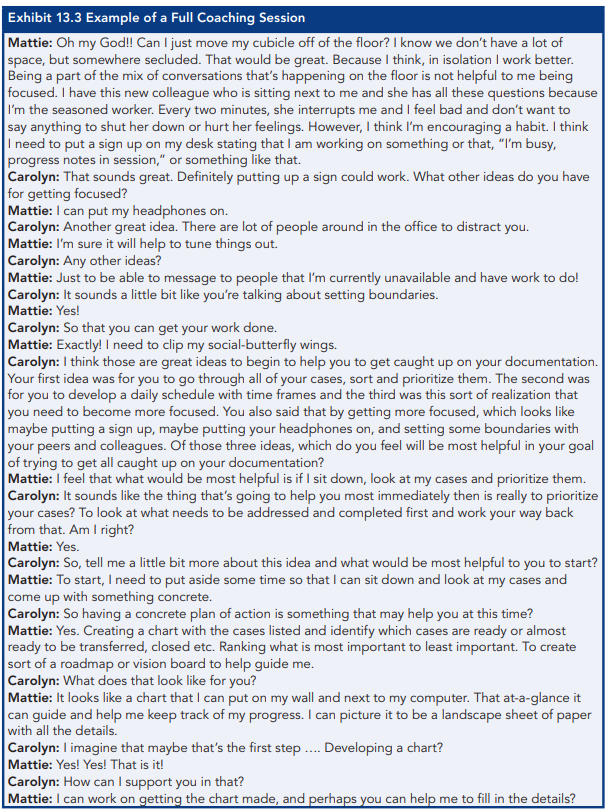 Exhibit 13.3 Example of a Full Coaching Session
Mattie: Oh my God!! Can I just move my cubicle off of the floor? I know we don't have a lot of
space, but somewhere secluded. That would be great. Because I think, in isolation I work better.
Being a part of the mix of conversations that's happening on the floor is not helpful to me being
focused. I have this new colleague who is sitting next to me and she has all these questions because
I'm the seasoned worker. Every two minutes, she interrupts me and I feel bad and don't want to
say anything to shut her down or hurt her feelings. However, I think I'm encouraging a habit. I think
I need to put a sign up on my desk stating that I am working on something or that, "I'm busy,
progress notes in session," or something like that.
Carolyn: That sounds great. Definitely putting up a sign could work. What other ideas do you have
for getting focused?
Mattie: I can put my headphones on.
Carolyn: Another great idea. There are lot of people around in the office to distract you.
Mattie: I'm sure it will help to tune things out.
Carolyn: Any other ideas?
Mattie: Just to be able to message to people that I'm currently unavailable and have work to do!
Carolyn: It sounds a little bit like you're talking about setting boundaries.
Mattie: Yes!
Carolyn: So that you can get your work done.
Mattie: Exactly! I need to clip my social-butterfly wings.
Carolyn: I think those are great ideas to begin to help you to get caught up on your documentation.
Your first idea was for you to go through all of your cases, sort and prioritize them. The second was
for you to develop a daily schedule with time frames and the third was this sort of realization that
you need to become more focused. You also said that by getting more focused, which looks like
maybe putting a sign up, maybe putting your headphones on, and setting some boundaries with
your peers and colleagues. Of those three ideas, which do you feel will be most helpful in your goal
of trying to get all caught up on your documentation?
Mattie: I feel that what would be most helpful is if I sit down, look at my cases and prioritize them.
Carolyn: It sounds like the thing that's going to help you most immediately then is really to prioritize
your cases? To look at what needs to be addressed and completed first and work your way back
from that. Am I right?
Mattie: Yes.
Carolyn: So, tell me a little bit more about this idea and what would be most helpful to you to start?
Mattie: To start, I need to put aside some time so that I can sit down and look at my cases and
come up with something concrete.
Carolyn: So having a concrete plan of action is something that may help you at this time?
Mattie: Yes. Creating a chart with the cases listed and identify which cases are ready or almost
ready to be transferred, closed etc. Ranking what is most important to least important. To create
sort of a roadmap or vision board to help guide me.
Carolyn: What does that look like for you?
Mattie: It looks like a chart that I can put on my wall and next to my computer. That at-a-glance it
can guide and help me keep track of my progress. I can picture it to be a landscape sheet of paper
with all the details.
Carolyn: I imagine that maybe that's the first step …. Developing a chart?
Mattie: Yes! Yes! That is it!
Carolyn: How can I support you in that?
Mattie: I can work on getting the chart made, and perhaps you can help me to fill in the details?